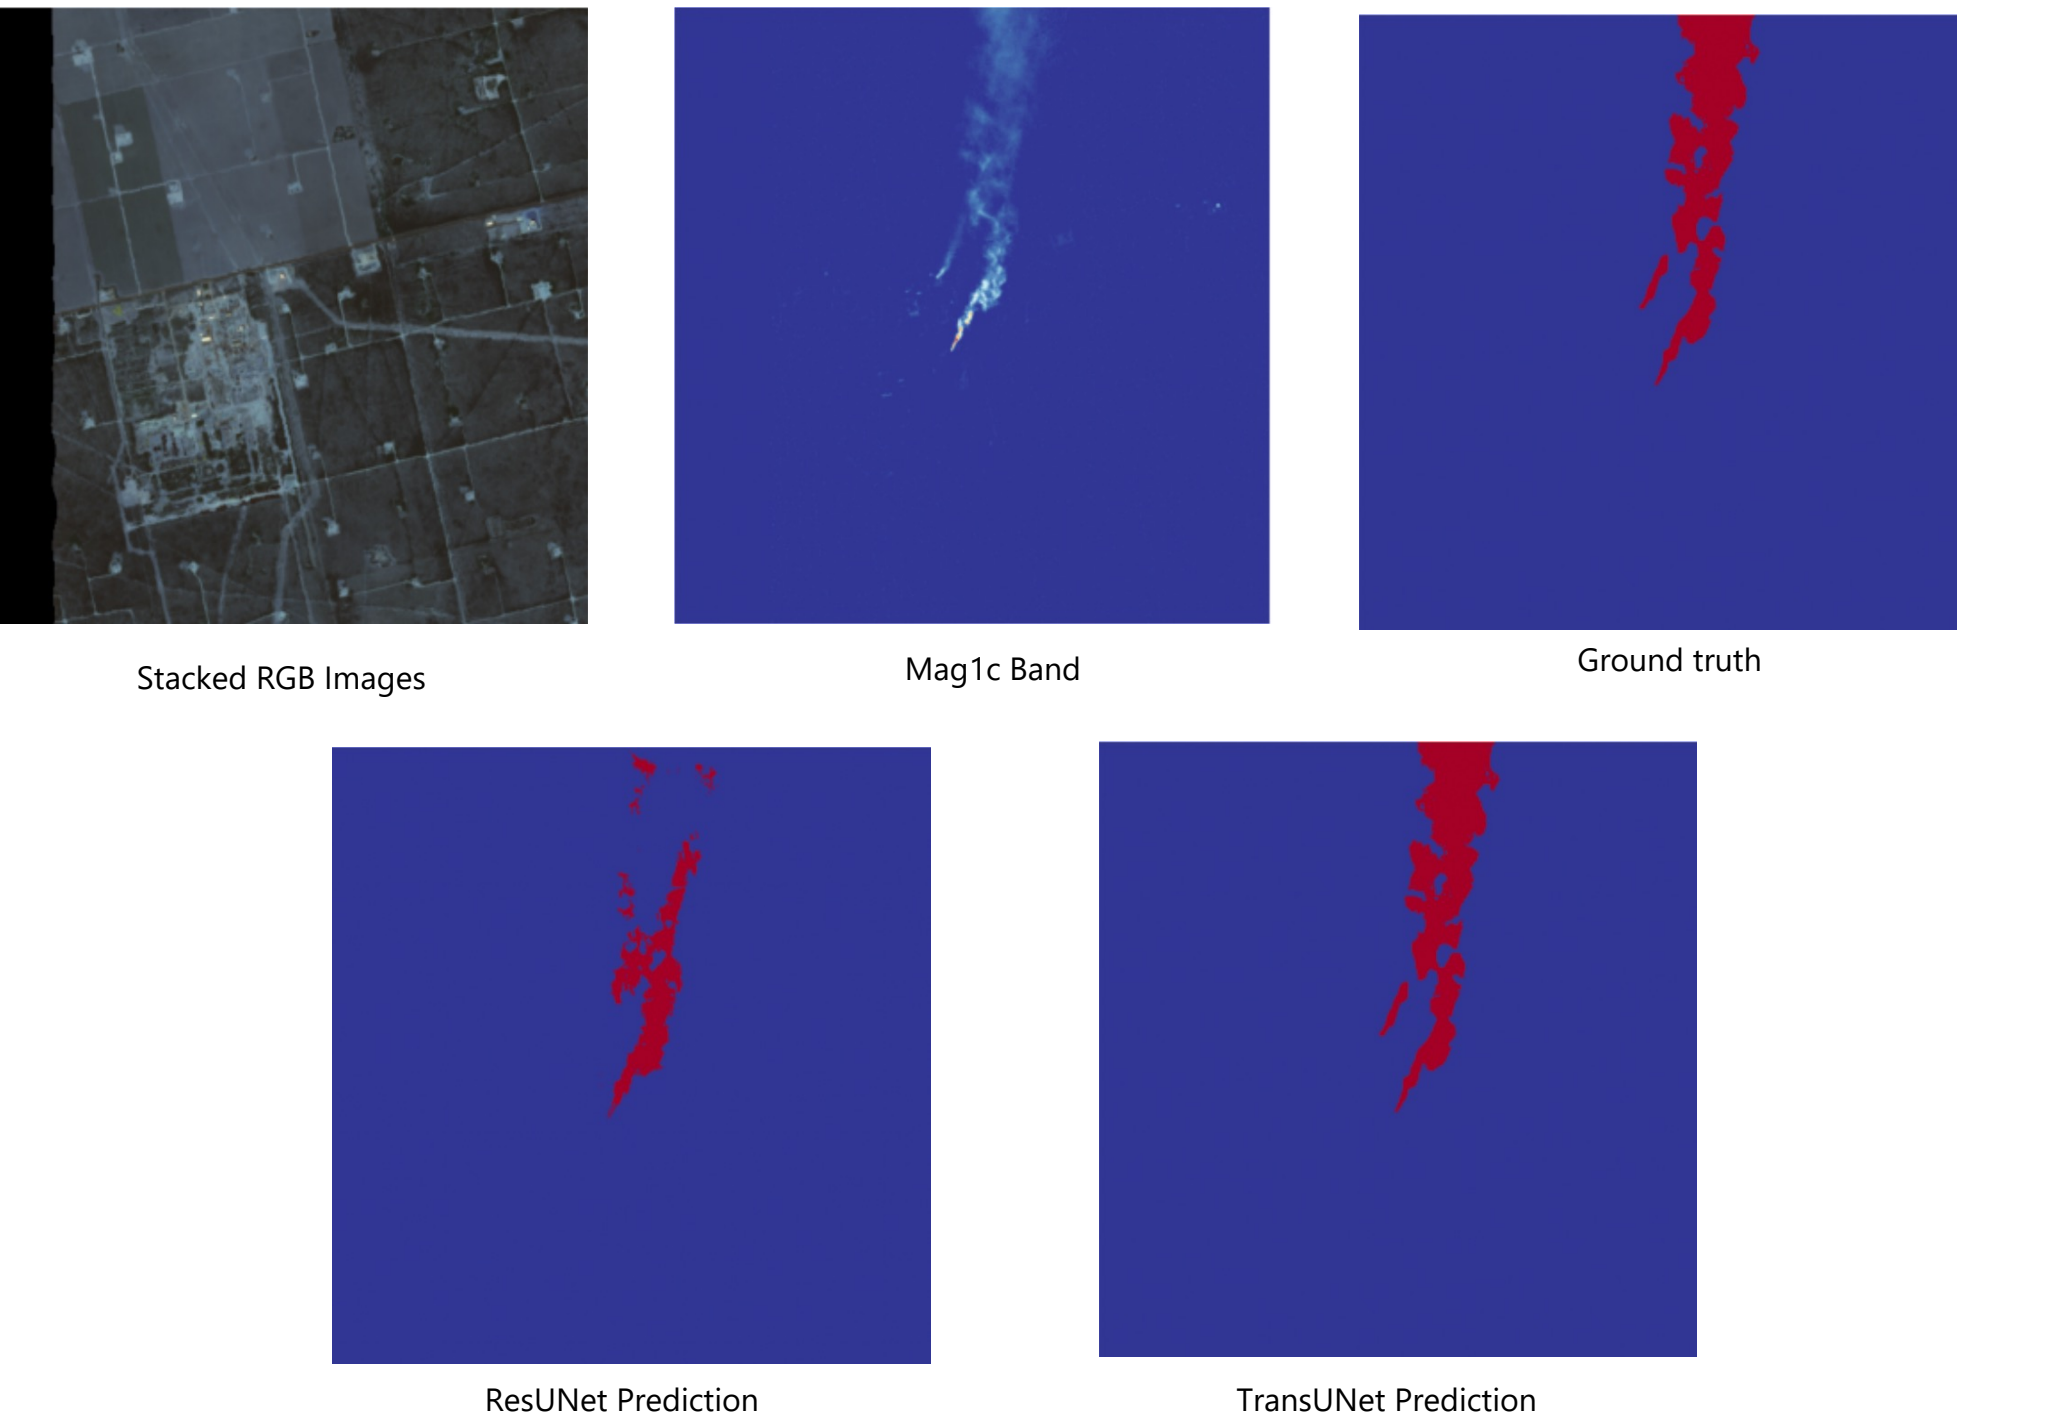 Stacked RGB Images
Mag1c Band
Ground truth
ResUNet Prediction
TransUNet Prediction